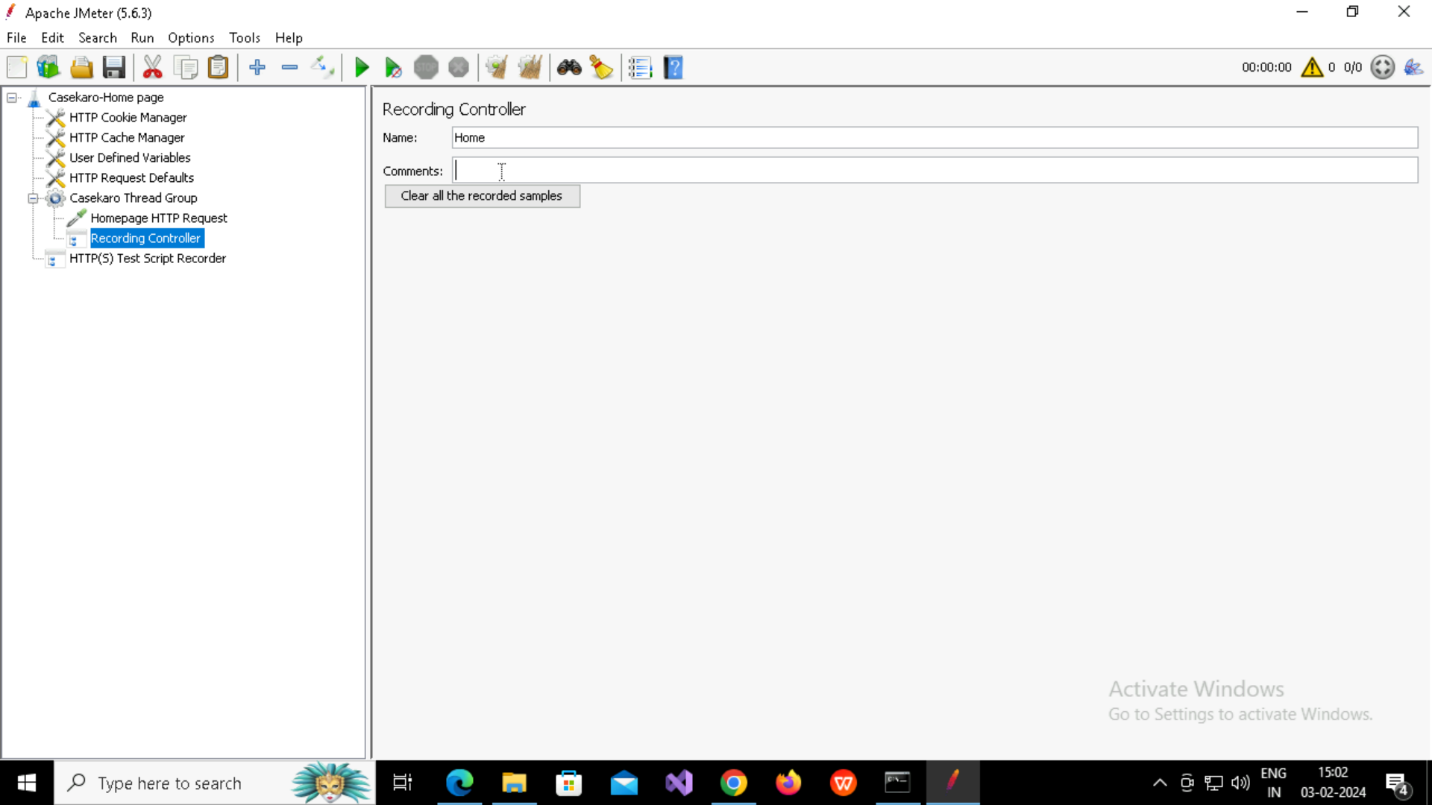 Apache JMeter (5.6.3)
File Edit Search Run Options Tools Help
00:00:00 0 0/0
Casekaro-Home page
HTTP Cookie Manager
HTTP Cache Manager
User Defined Variables
HTTP Request Defaults
Casekaro Thread Group
Homepage HTTP Request
Recording Controller
HTTP(S) Test Script Recorder
Recording Controller
Name: Home
Comments:
Clear all the recorded samples
Activate Windows
Go to Settings to activate Windows.
Type here to search
ENG
IN
15:02
03-02-2024
4